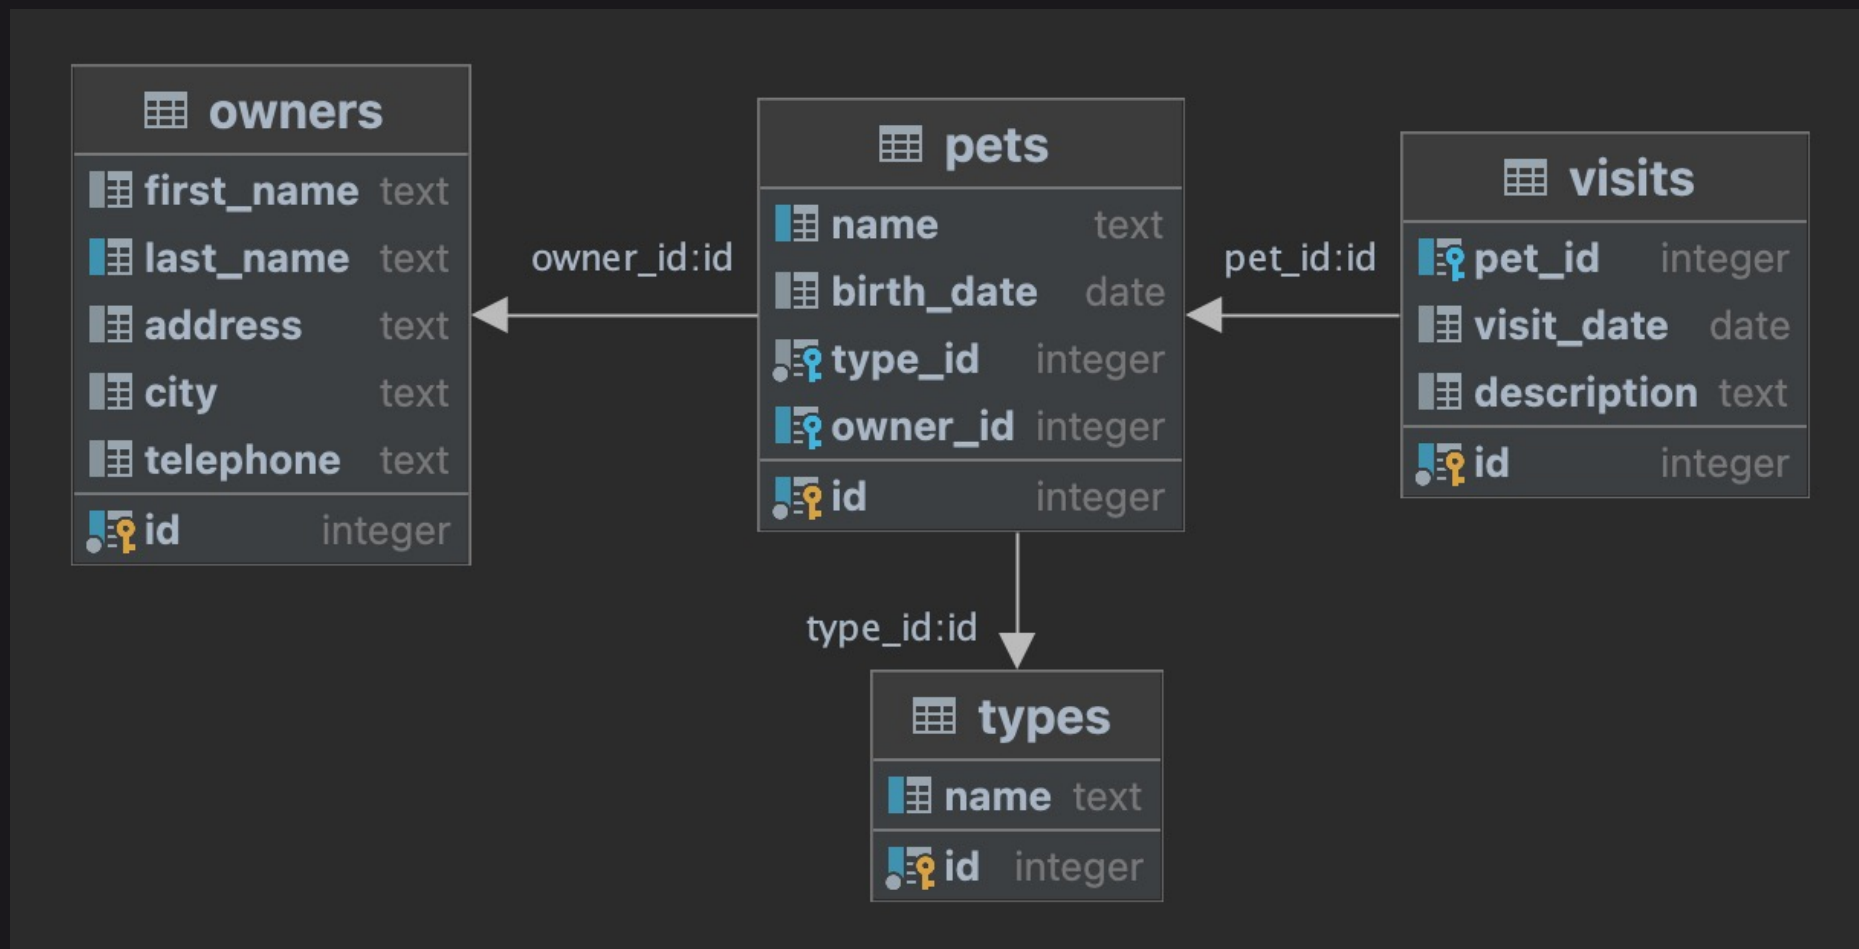 owners
first_name text
last_name text
address text
city text
telephone text
id integer
owner_id:id
pets
name text
birth_date date
type_id integer
owner_id integer
id integer
pet_id:id
visits
pet_id integer
visit_date date
description text
id integer
type_id:id
types
name text
id integer